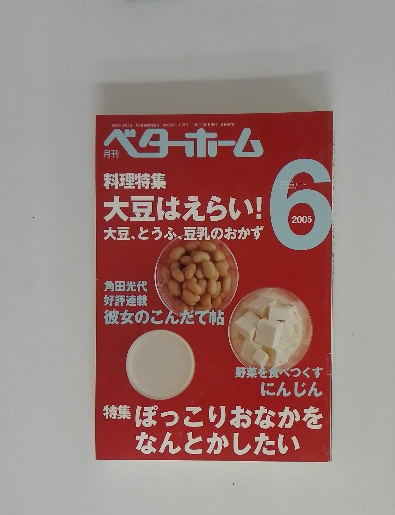 月刊
ベターホーム
6
2005
料理特集
大豆はえらい!
大豆、とうふ、豆乳のおかず
角田光代
好評連載
彼女のこんだて帖
野菜を食べつくす
にんじん
特集 ぽっこりおなかを
なんとかしたい